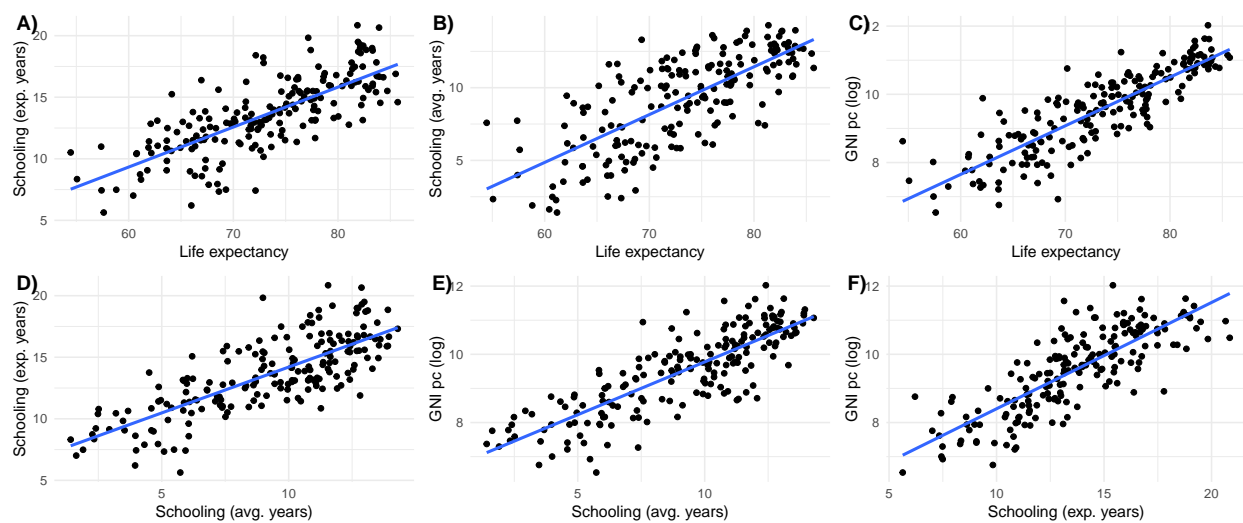 A) B) C)
Schooling (exp. years) Schooling (avg. years) GNI pc (log)
20 12
15 10 10
10 5 8
5
60 70 80 60 70 80 60 70 80
Life expectancy Life expectancy Life expectancy
D) E) F)
Schooling (exp. years) GNI pc (log) GNI pc (log)
20 12 12
15 10 10
10 8 8
5
5 10 5 10 5 10 15 20
Schooling (avg. years) Schooling (avg. years) Schooling (exp. years)